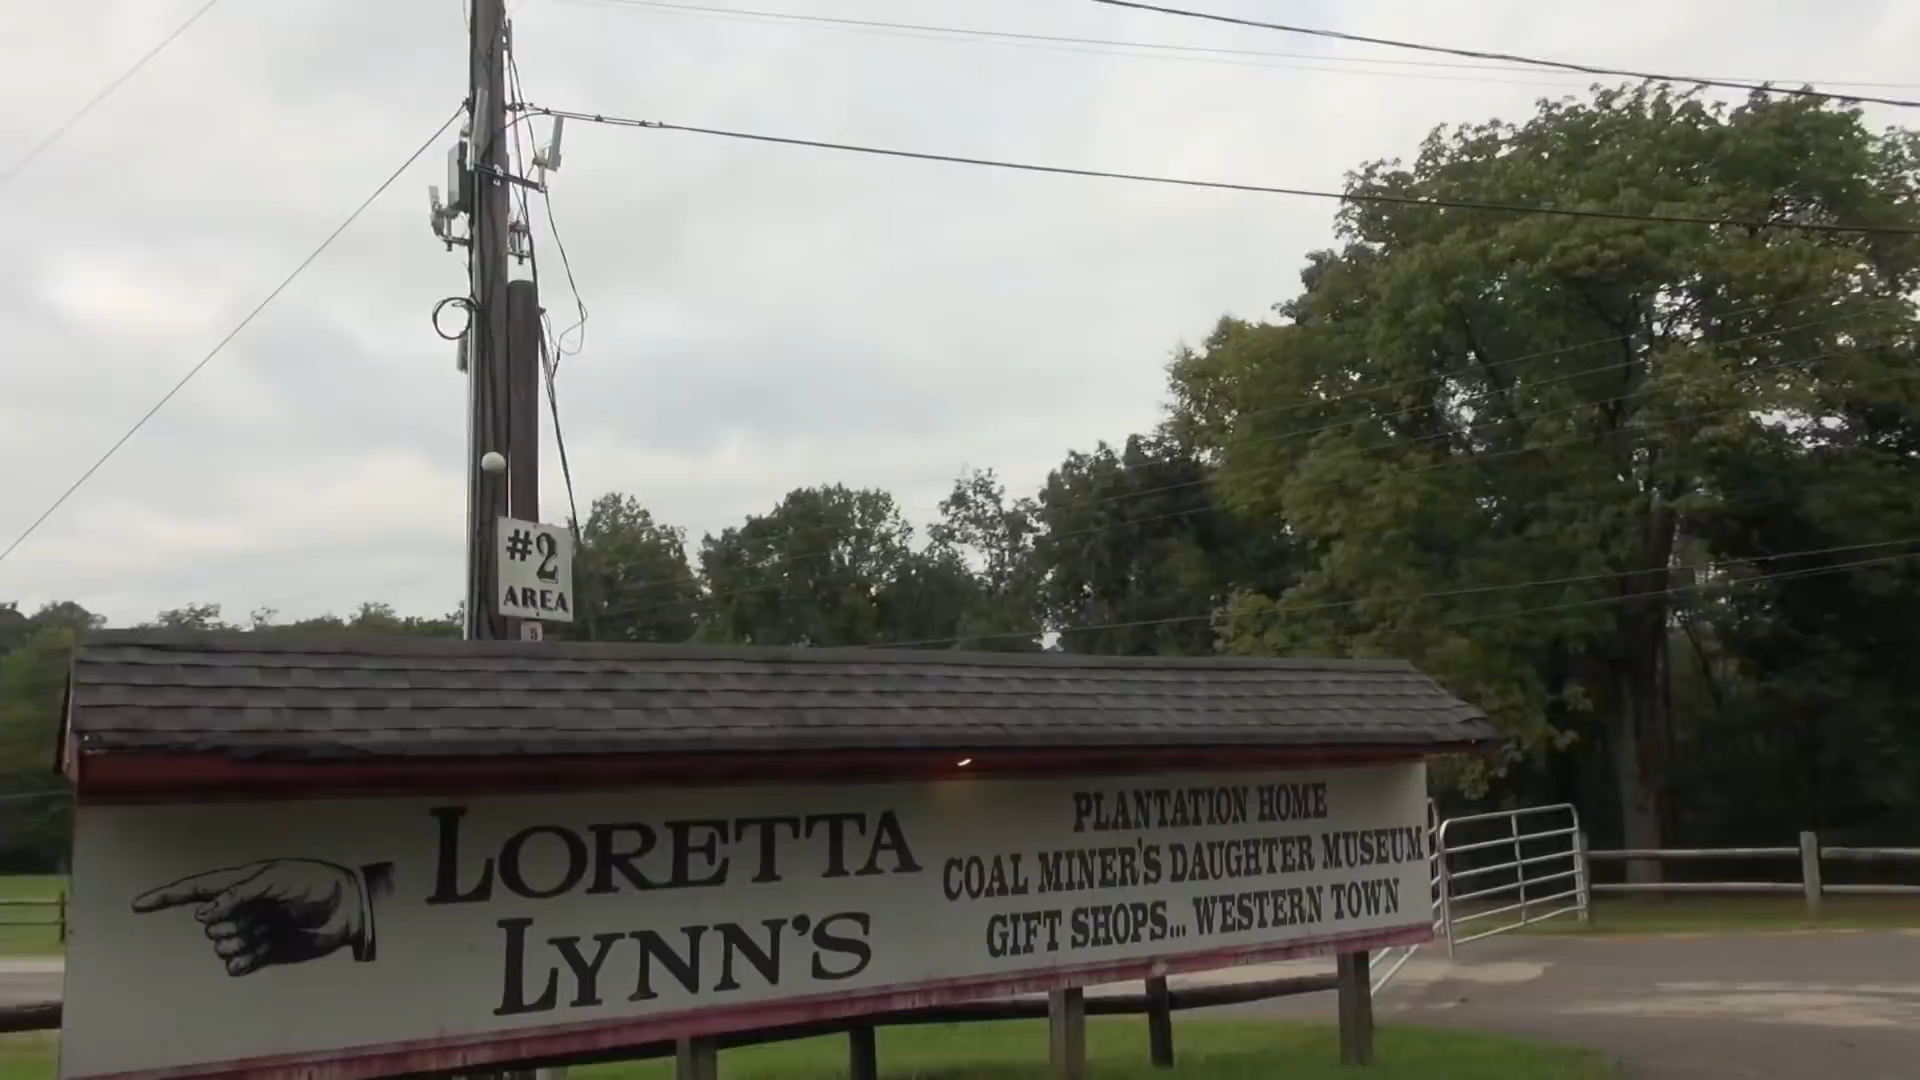 #2
AREA
LORETTA
LYNN'S
PLANTATION HOME
COAL MINER'S DAUGHTER MUSEUM
GIFT SHOPS... WESTERN TOWN